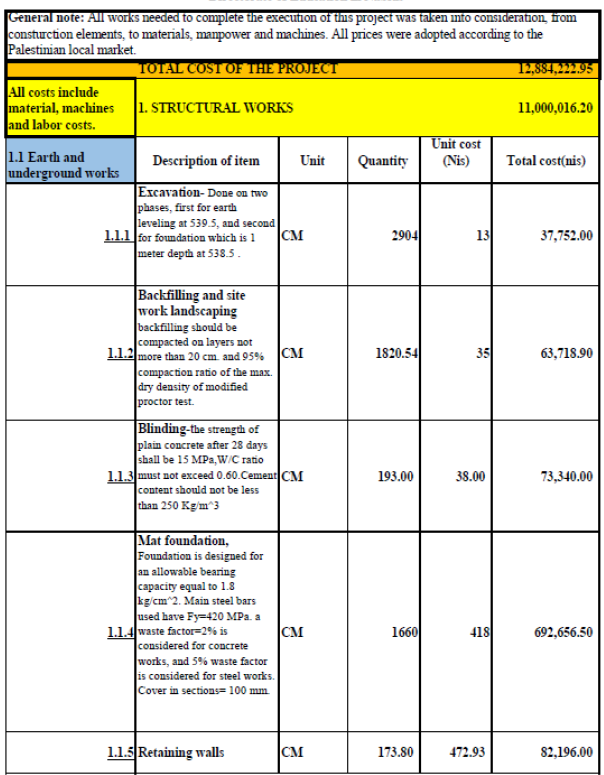 General note: All works needed to complete the execution of this project was taken into consideration, from
consturction elements, to materials, manpower and machines. All prices were adopted according to the
Palestinian local market.
TOTAL COST OF THE PROJECT 12,884,222.95
All costs include
material, machines
and labor costs.
1. STRUCTURAL WORKS 11,000,016.20
1.1 Earth and
underground works
Description of item Unit Quantity Unit cost
(Nis) Total cost(nis)
Excavation- Done on two
phases, first for earth
leveling at 539.5, and second
1.1.1 for foundation which is 1 CM 2904 13 37,752.00
meter depth at 538.5 .
Backfilling and site
work landscaping
backfilling should be
compacted on layers not
1.1.2 more than 20 cm. and 95% CM 1820.54 35 63,718.90
compaction ratio of the max.
dry density of modified
proctor test.
Blinding-the strength of
plain concrete after 28 days
shall be 15 MPa,W/C ratio
1.1.3 must not exceed 0.60.Cement CM 193.00 38.00 73,340.00
content should not be less
than 250 Kg/m^3
Mat foundation,
Foundation is designed for
an allowable bearing
capacity equal to 1.8
kg/cm^2. Main steel bars
used have Fy=420 MPa. a
1.1.4 waste factor=2% is CM 1660 418 692,656.50
considered for concrete
works, and 5% waste factor
is considered for steel works.
Cover in sections= 100 mm.
1.1.5 Retaining walls CM 173.80 472.93 82,196.00